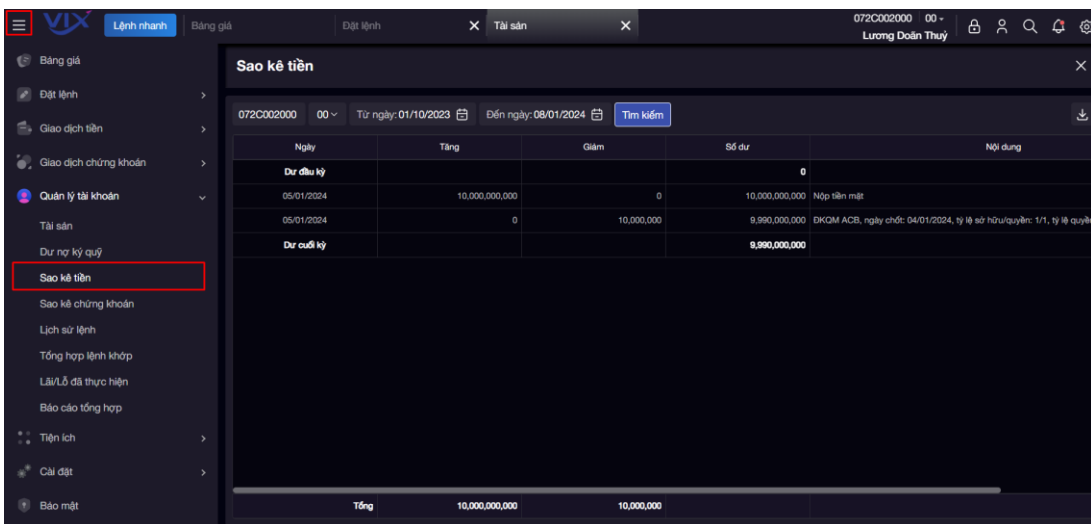 VIX Lệnh nhanh Bảng giá Đặt lệnh Tài sản 072C002000 00
Lương Doãn Thuý
Bảng giá
Đặt lệnh
Giao dịch tiền
Giao dịch chứng khoán
Quản lý tài khoản
Tài sản
Dư nợ ký quỹ
Sao kê tiền
Sao kê chứng khoán
Lịch sử lệnh
Tổng hợp lệnh khớp
Lãi/Lỗ đã thực hiện
Báo cáo tổng hợp
Tiện ích
Cài đặt
Bảo mật
Sao kê tiền
072C002000 00 Từ ngày: 01/10/2023 Đến ngày: 08/01/2024 Tìm kiếm
Ngày Tăng Giảm Số dư Nội dung
Dư đầu kỳ 0
05/01/2024 10,000,000,000 0 10,000,000,000 Nộp tiền mặt
05/01/2024 0 10,000,000 9,990,000,000 ĐKQM ACB, ngày chốt: 04/01/2024, tỷ lệ sở hữu/quyền: 1/1, tỷ lệ quyề
Dư cuối kỳ 9,990,000,000
Tổng 10,000,000,000 10,000,000